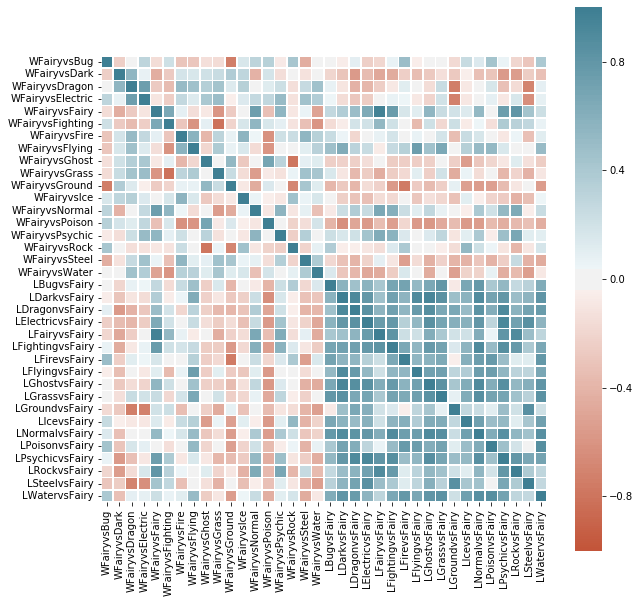 WFairyvsBug
WFairyvsDark
WFairyvsDragon
WFairyvsElectric
WFairyvsFairy
WFairyvsFighting
WFairyvsFire
WFairyvsFlying
WFairyvsGhost
WFairyvsGrass
WFairyvsGround
WFairyvsIce
WFairyvsNormal
WFairyvsPoison
WFairyvsPsychic
WFairyvsRock
WFairyvsSteel
WFairyvsWater
LBugvsFairy
LDarkvsFairy
LDragonvsFairy
LElectricvsFairy
LFairyvsFairy
LFightingvsFairy
LFirevsFairy
LFlyingvsFairy
LGhostvsFairy
LGrassvsFairy
LGroundvsFairy
LIcevsFairy
LNormalvsFairy
LPoisonvsFairy
LPsychicvsFairy
LRockvsFairy
LSteelvsFairy
LWatervsFairy
WFairyvsBug
WFairyvsDark
WFairyvsDragon
WFairyvsElectric
WFairyvsFairy
WFairyvsFighting
WFairyvsFire
WFairyvsFlying
WFairyvsGhost
WFairyvsGrass
WFairyvsGround
WFairyvsIce
WFairyvsNormal
WFairyvsPoison
WFairyvsPsychic
WFairyvsRock
WFairyvsSteel
WFairyvsWater
LBugvsFairy
LDarkvsFairy
LDragonvsFairy
LElectricvsFairy
LFairyvsFairy
LFightingvsFairy
LFirevsFairy
LFlyingvsFairy
LGhostvsFairy
LGrassvsFairy
LGroundvsFairy
LIcevsFairy
LNormalvsFairy
LPoisonvsFairy
LPsychicvsFairy
LRockvsFairy
LSteelvsFairy
LWatervsFairy
0.8
0.4
0.0
−0.4
−0.8